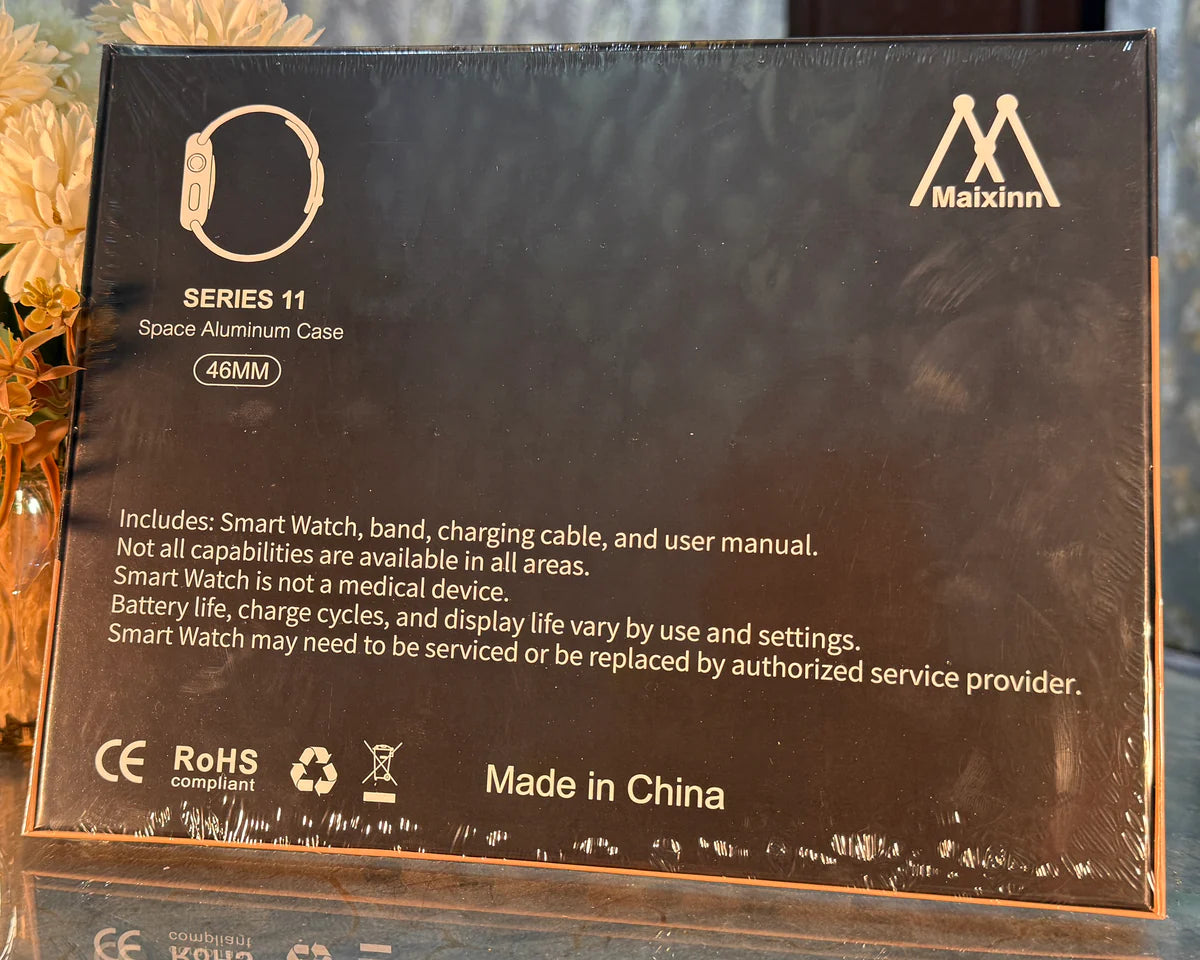 Maixinn
SERIES 11
Space Aluminum Case
46MM
Includes: Smart Watch, band, charging cable, and user manual.
Not all capabilities are available in all areas.
Smart Watch is not a medical device.
Battery life, charge cycles, and display life vary by use and settings.
Smart Watch may need to be serviced or be replaced by authorized service provider.
CE RoHS
compliant
Made in China